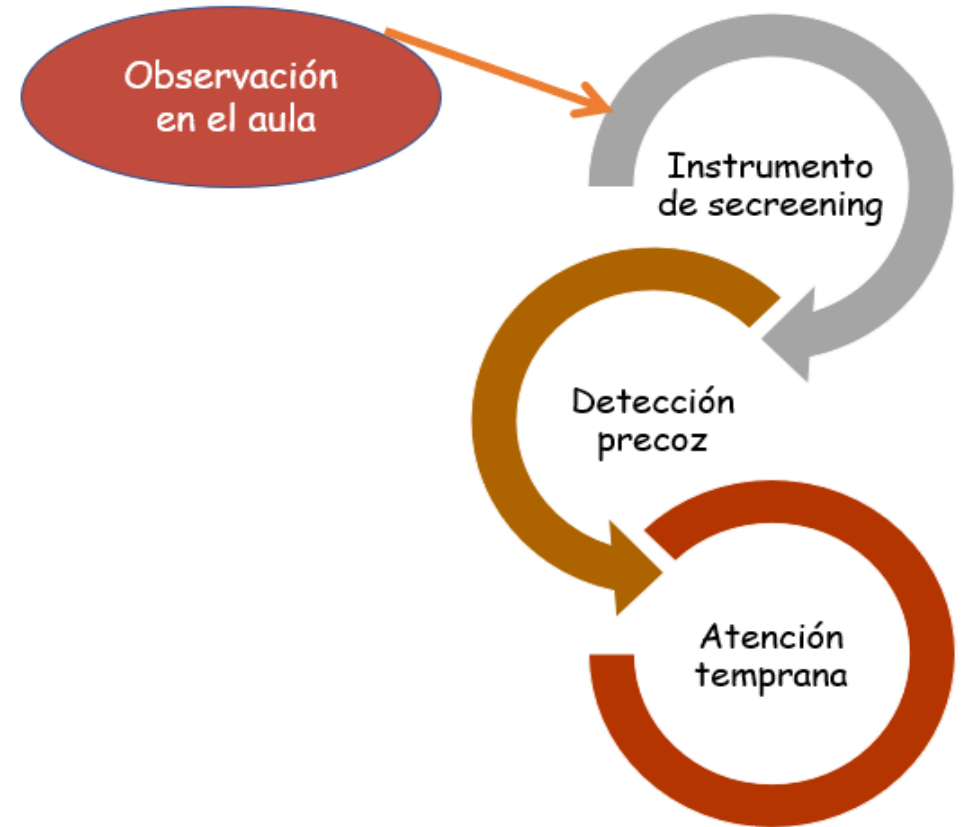 Observación
en el aula
Instrumento
de secreening
Detección
precoz
Atención
temprana